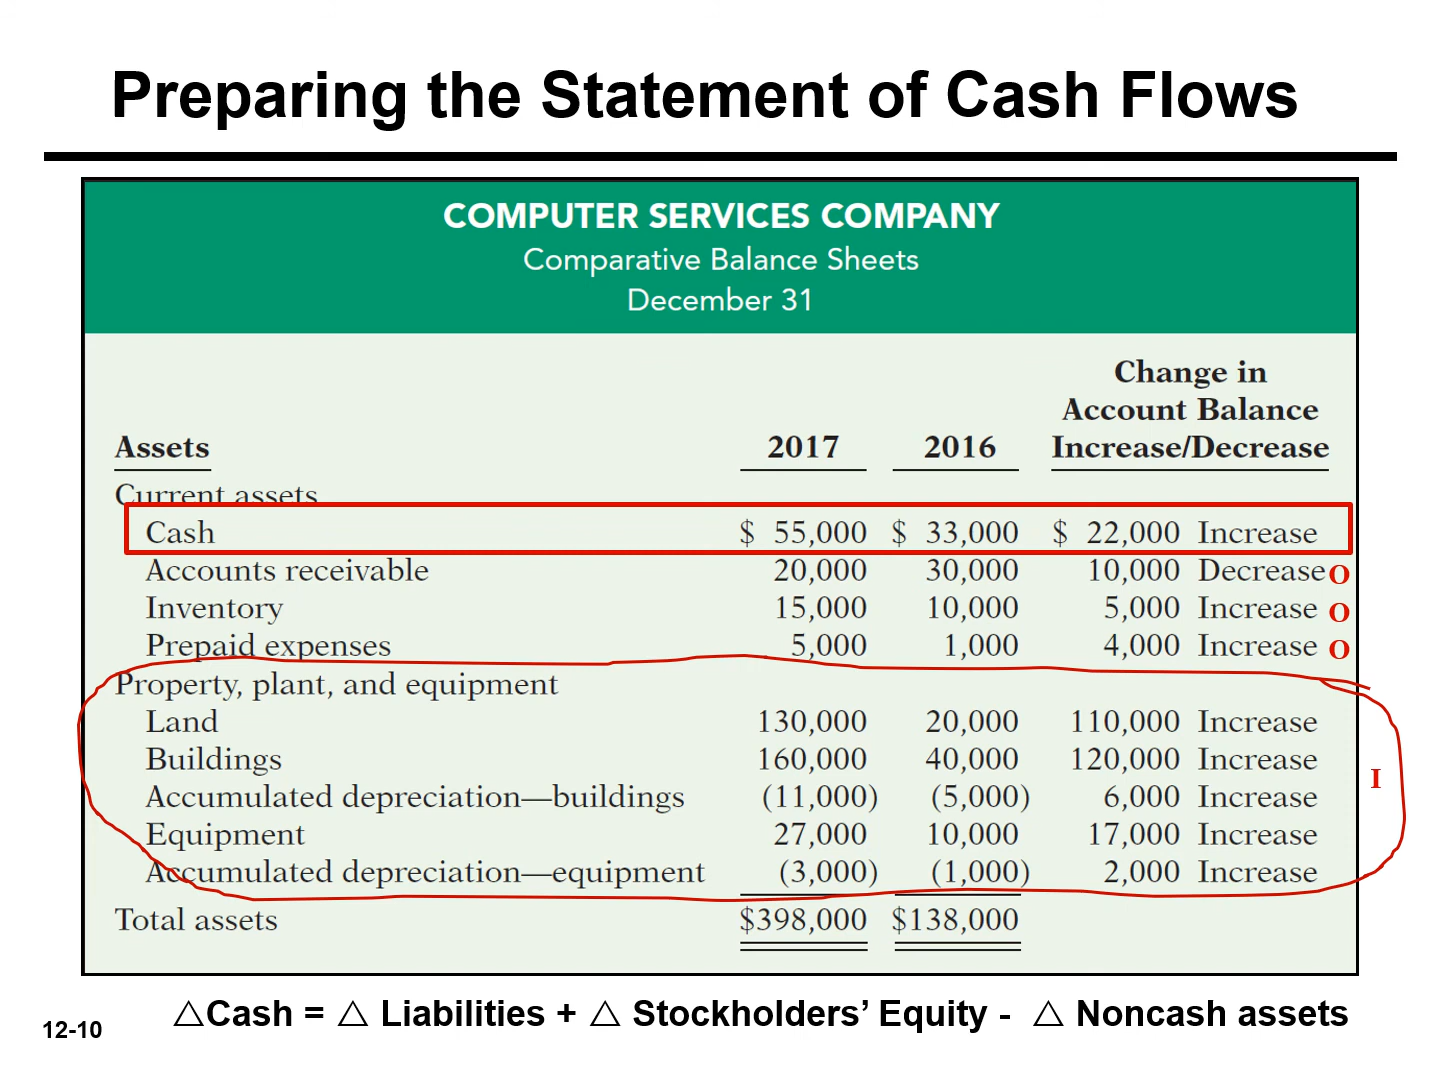 Preparing the Statement of Cash Flows
COMPUTER SERVICES COMPANY
Comparative Balance Sheets
December 31
Change in
Account Balance
Assets 2017 2016 Increase/Decrease
Current assets
Cash $ 55,000 $ 33,000 $ 22,000 Increase
Accounts receivable 20,000 30,000 10,000 Decrease O
Inventory 15,000 10,000 5,000 Increase O
Prepaid expenses 5,000 1,000 4,000 Increase O
Property, plant, and equipment
Land 130,000 20,000 110,000 Increase
Buildings 160,000 40,000 120,000 Increase
I
Accumulated depreciation—buildings (11,000) (5,000) 6,000 Increase
Equipment 27,000 10,000 17,000 Increase
Accumulated depreciation—equipment (3,000) (1,000) 2,000 Increase
Total assets $398,000 $138,000
△Cash = △ Liabilities + △ Stockholders’ Equity - △ Noncash assets
12-10